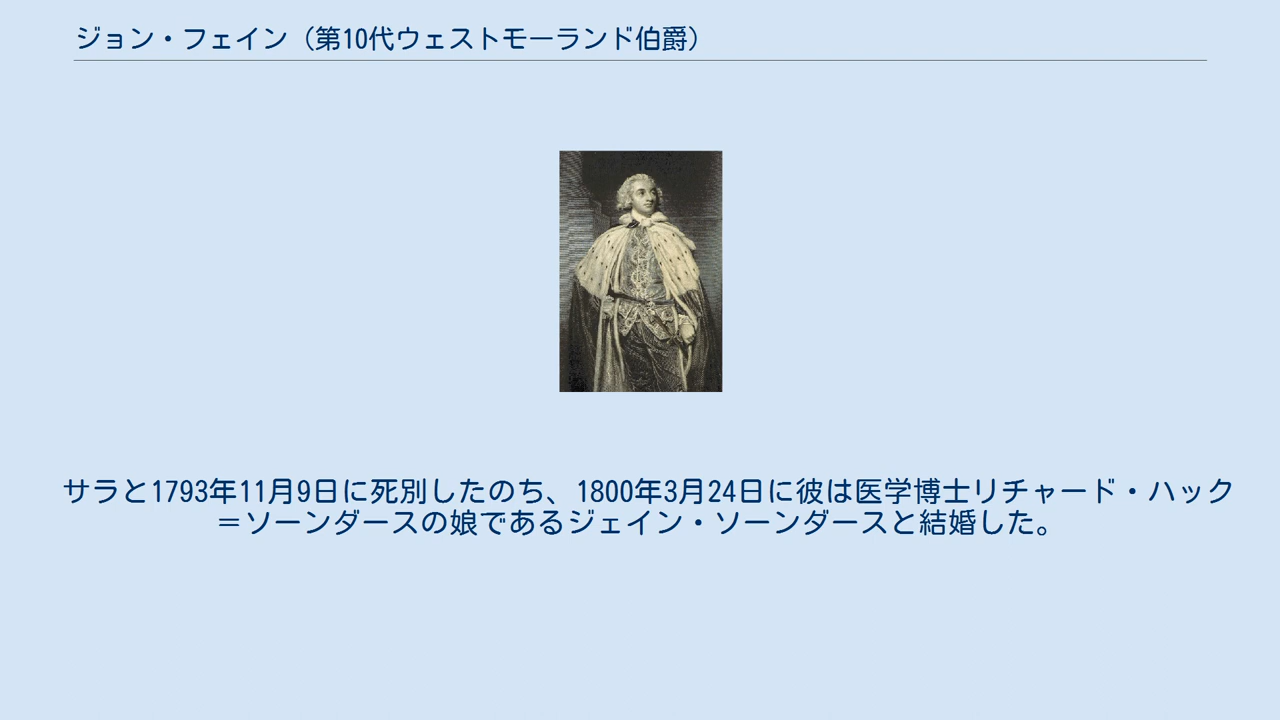 ジョン・フェイン（第10代ウェストモーランド伯爵）
サラと1793年11月9日に死別したのち、1800年3月24日に彼は医学博士リチャード・ハック
＝ソーンダースの娘であるジェイン・ソーンダースと結婚した。